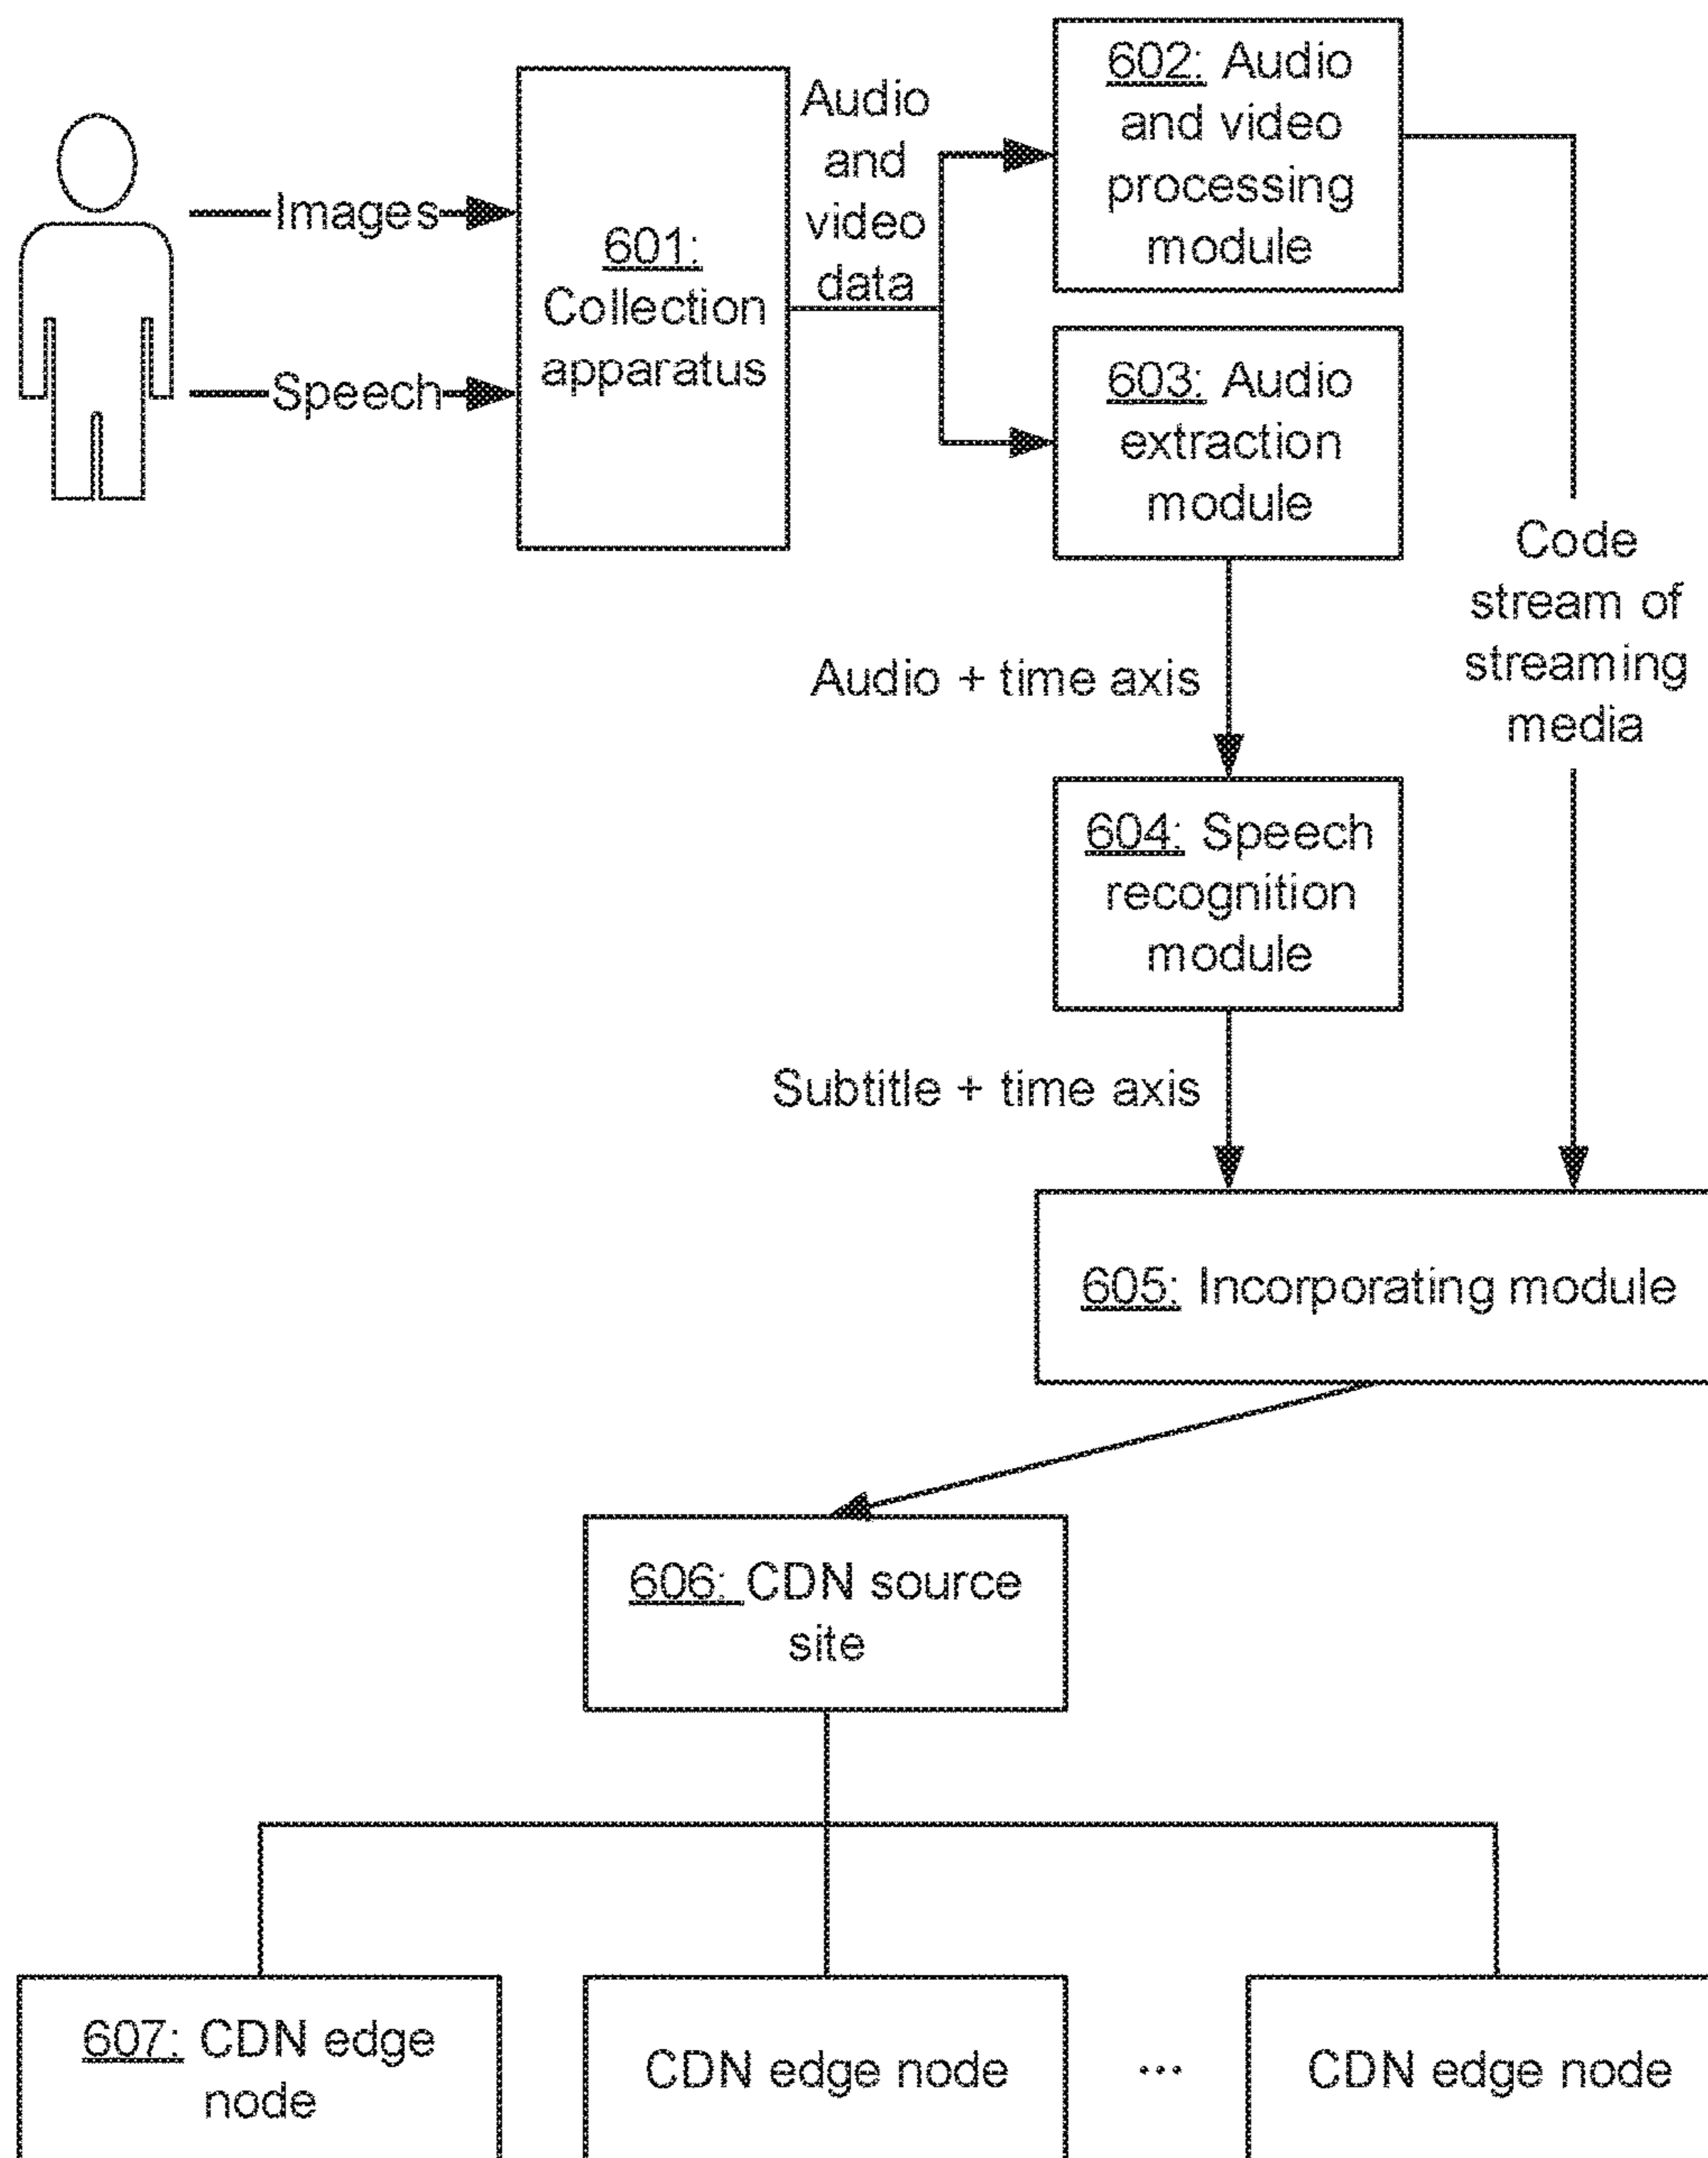 Images
Speech
601:
Collection
apparatus
Audio
and
video
data
602: Audio
and video
processing
module
603: Audio
extraction
module
Code
stream of
streaming
media
Audio + time axis
604: Speech
recognition
module
Subtitle + time axis
605: Incorporating module
606: CDN source
site
607: CDN edge
node
CDN edge node
...
CDN edge node